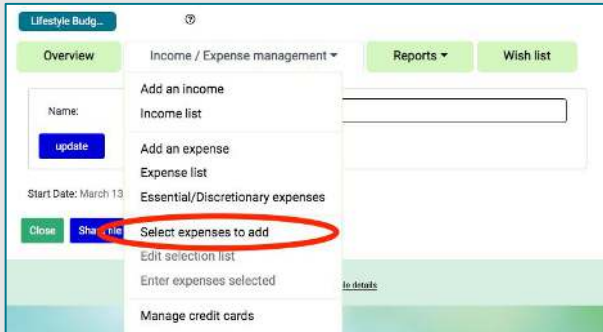 Lifestyle Budg...
Overview
Income / Expense management
Reports
Wish list
Add an income
Name:
Income list
update
Add an expense
Expense list
Start Date: March 13
Essential/Discretionary expenses
Close
Select expenses to add
Edit selection list
Enter expenses selected
details
Manage credit cards